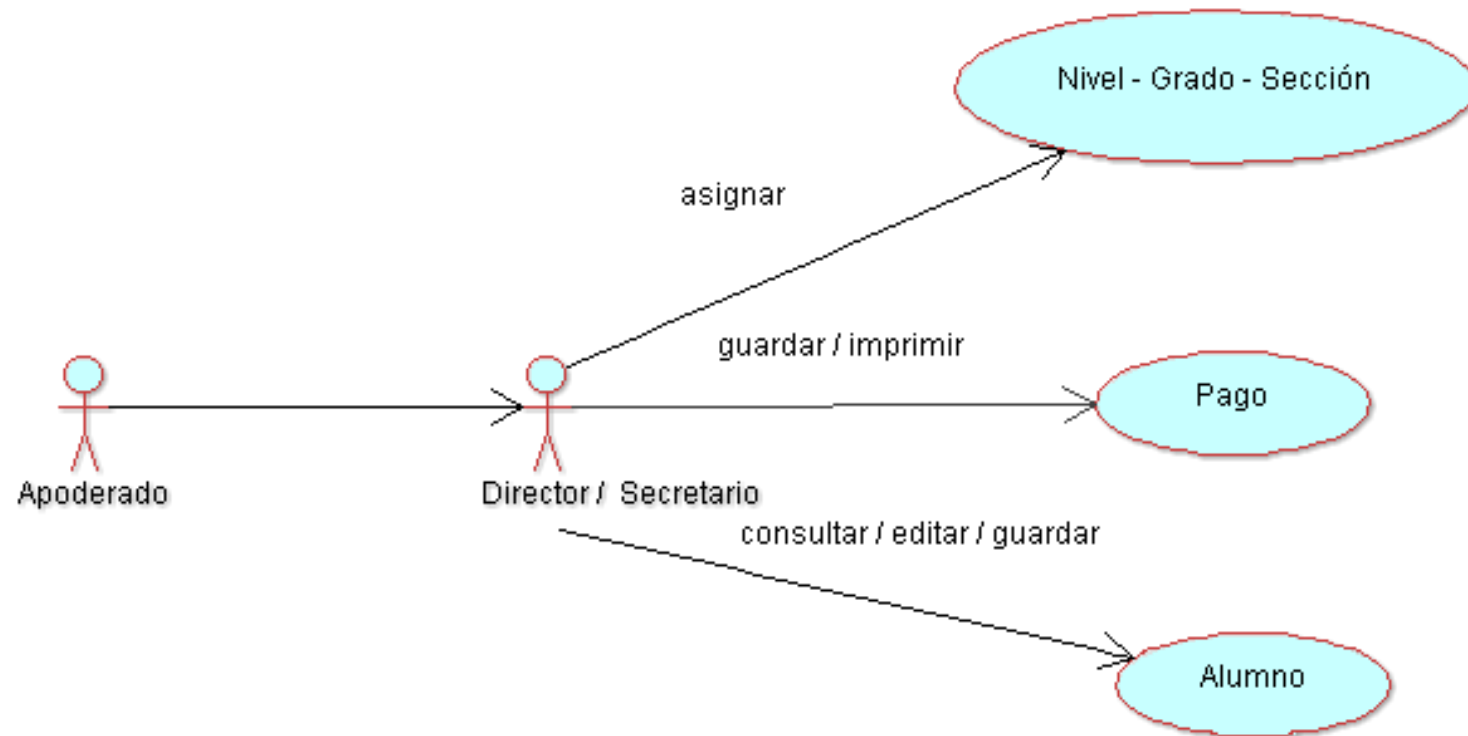 Nivel - Grado - Sección
asignar
guardar / imprimir
Pago
Apoderado
Director / Secretario
consultar / editar / guardar
Alumno